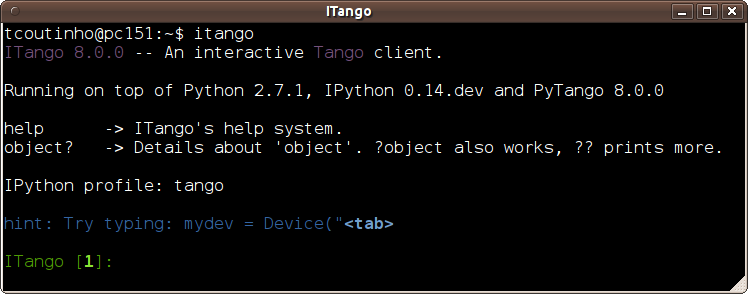 ITango
tcoutinho@pc151:~$ itango
ITango 8.0.0 -- An interactive Tango client.
Running on top of Python 2.7.1, IPython 0.14.dev and PyTango 8.0.0
help      -> ITango's help system.
object?   -> Details about 'object'. ?object also works, ?? prints more.
IPython profile: tango
hint: Try typing: mydev = Device("<tab>
ITango [1]: